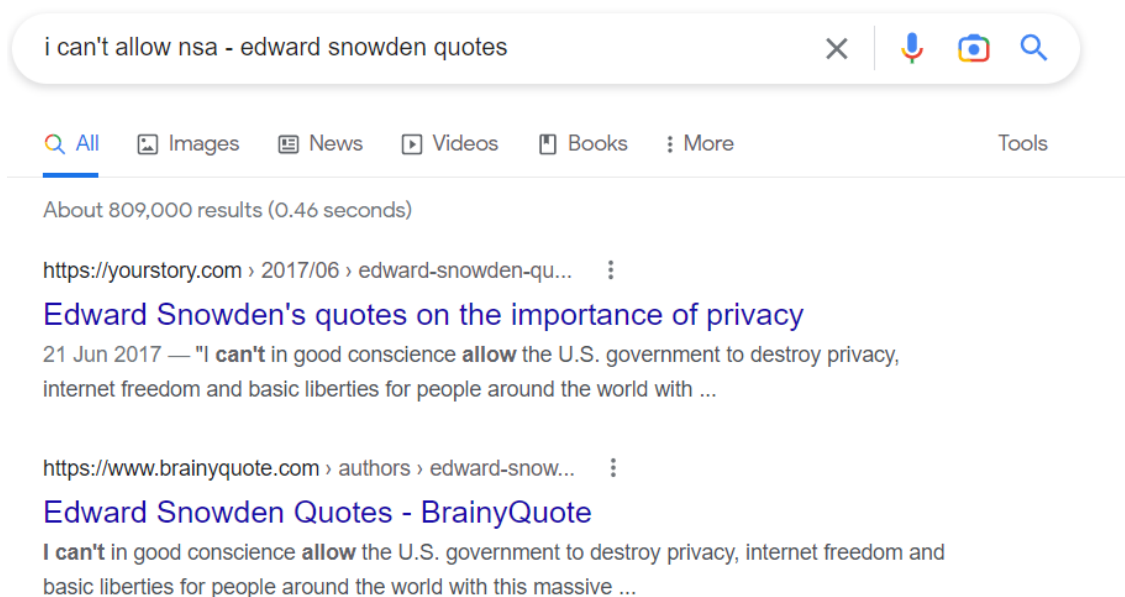 i can't allow nsa - edward snowden quotes
All Images News Videos Books More Tools
About 809,000 results (0.46 seconds)
https://yourstory.com › 2017/06 › edward-snowden-qu...
Edward Snowden's quotes on the importance of privacy
21 Jun 2017 — "I can't in good conscience allow the U.S. government to destroy privacy,
internet freedom and basic liberties for people around the world with ...
https://www.brainyquote.com › authors › edward-snow...
Edward Snowden Quotes - BrainyQuote
I can't in good conscience allow the U.S. government to destroy privacy, internet freedom and
basic liberties for people around the world with this massive ...